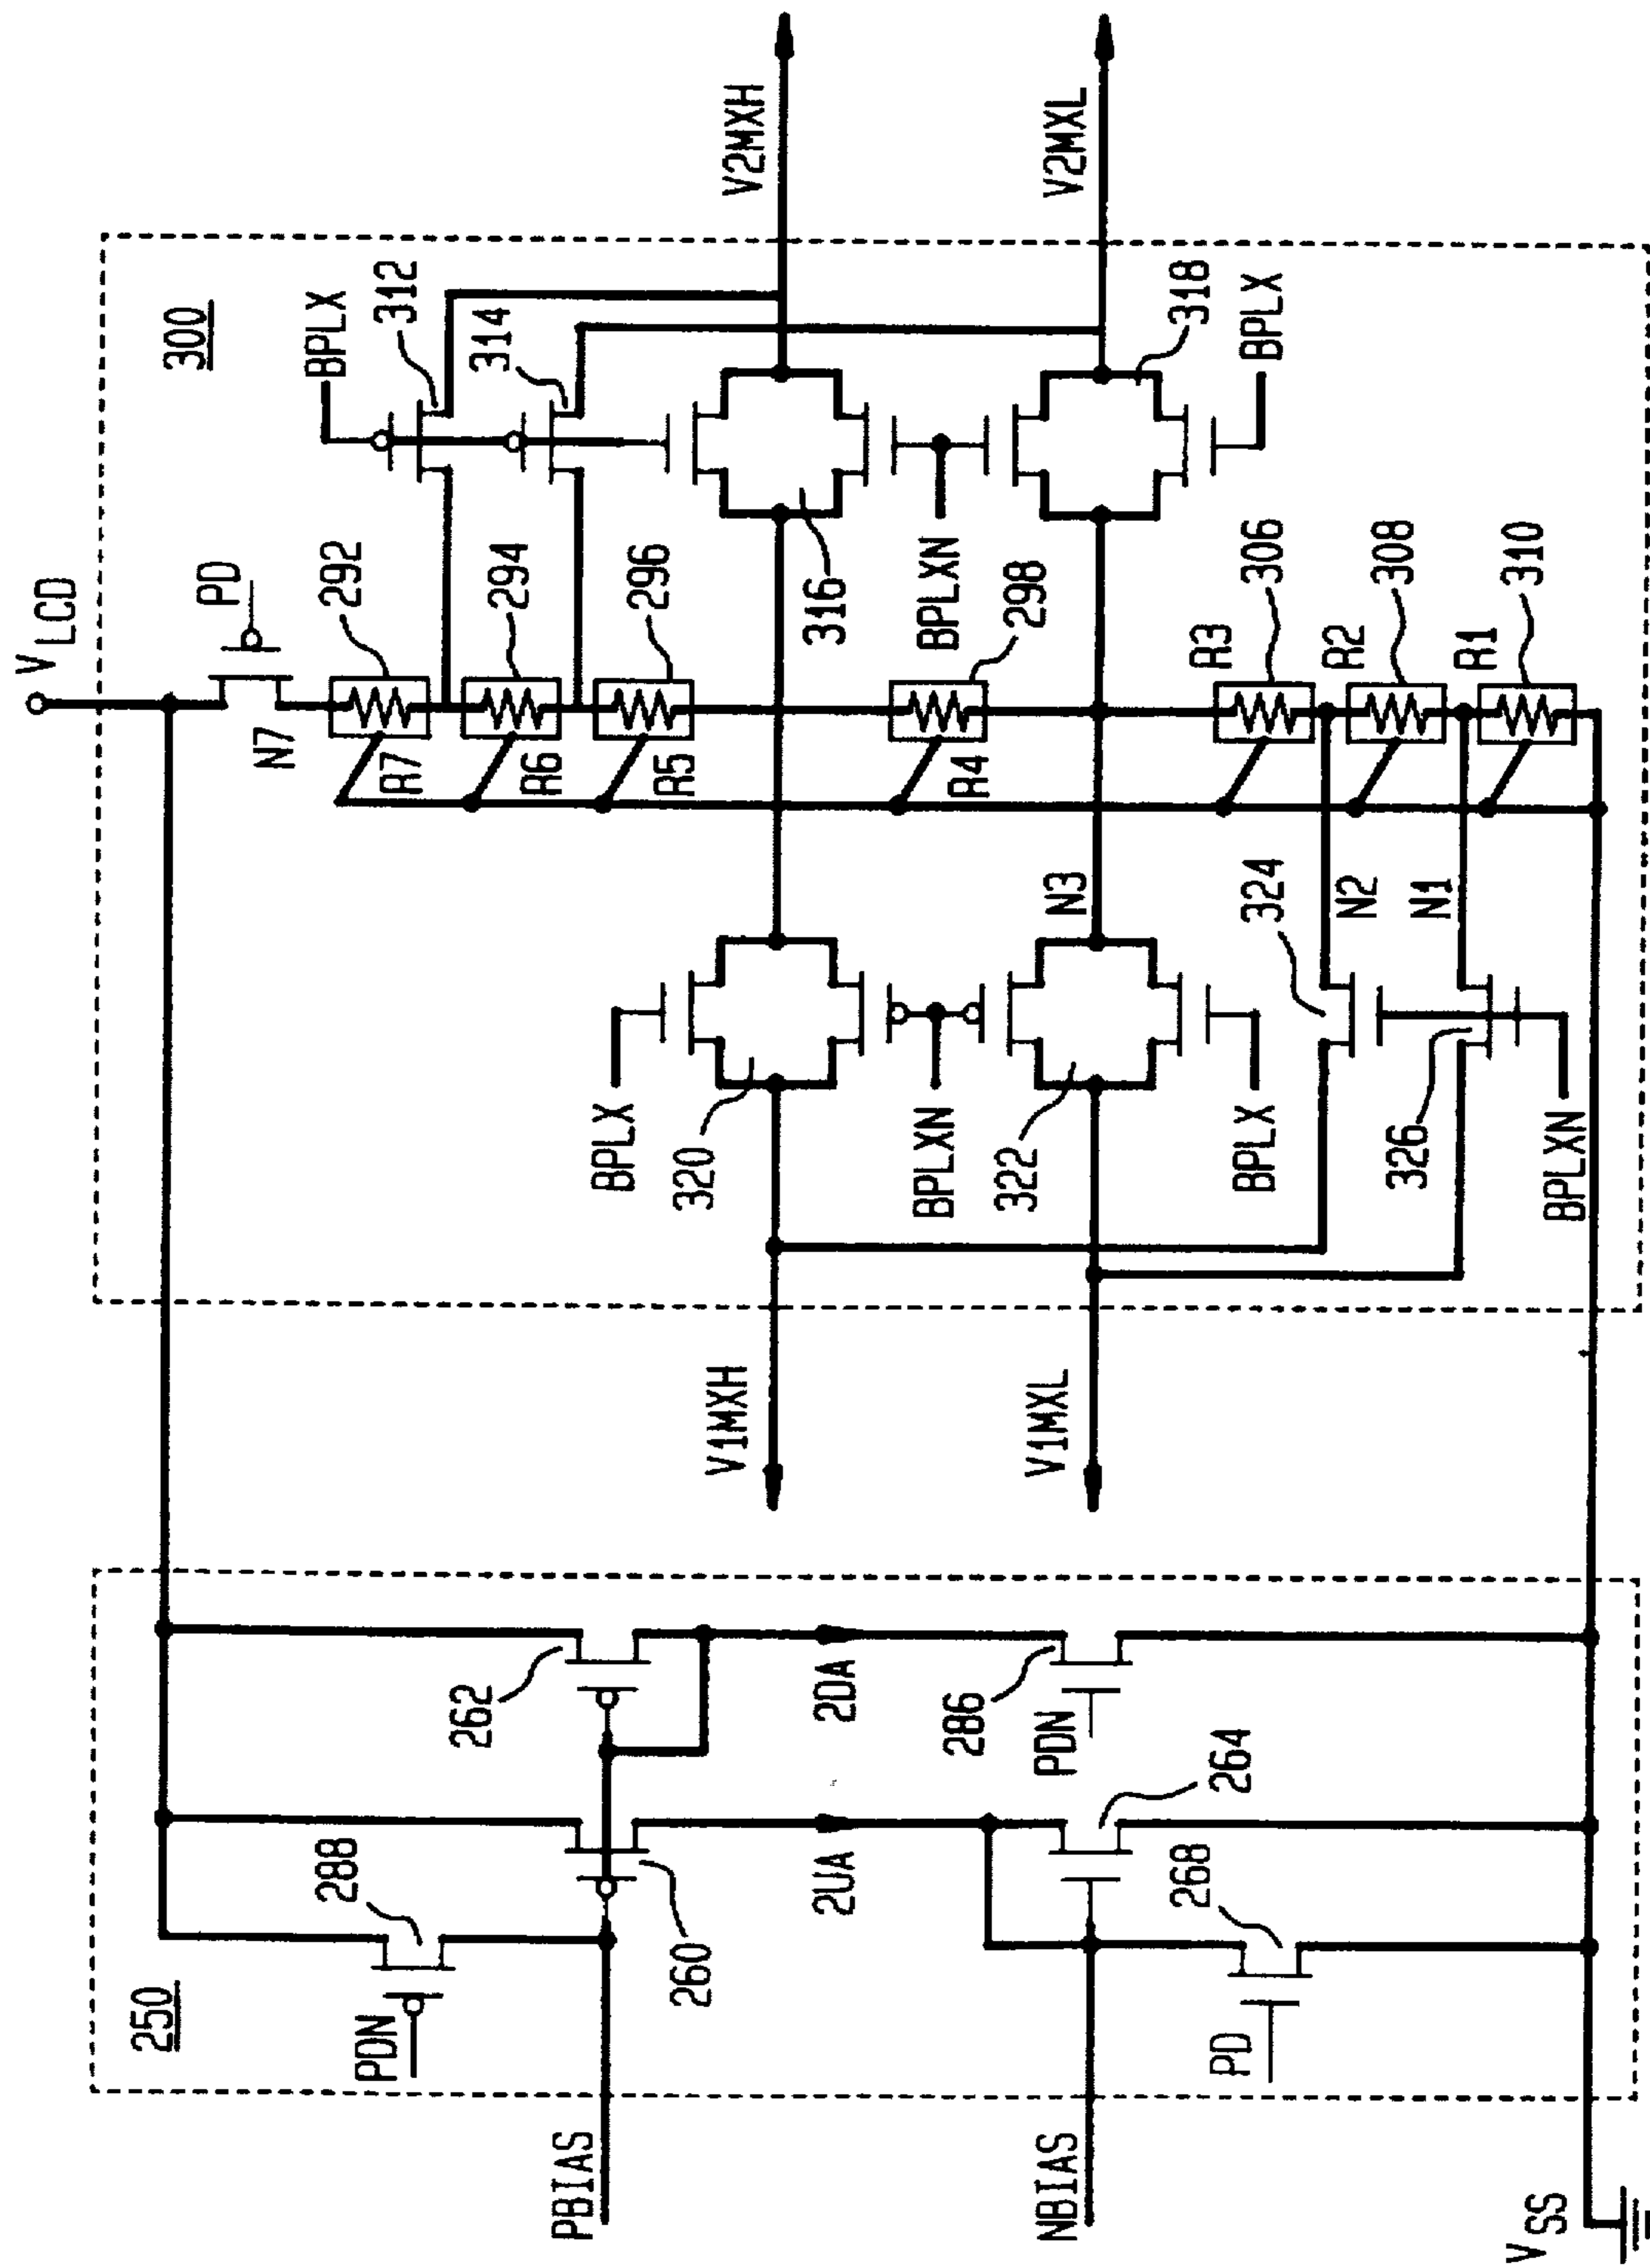 V LCD
PD
N7
300
BPLX
312
314
292
294
296
R7
R6
R5
V2MXH
316
BPLXN
298
R4
V2MXL
318
BPLX
R3
306
R2
308
R1
310
BPLX
320
BPLXN
322
N3
BPLX
324
N2
N1
326
BPLXN
V1MXH
V1MXL
250
288
PDN
262
260
2UA
2DA
286
PDN
264
268
PD
PBIAS
NBIAS
V SS